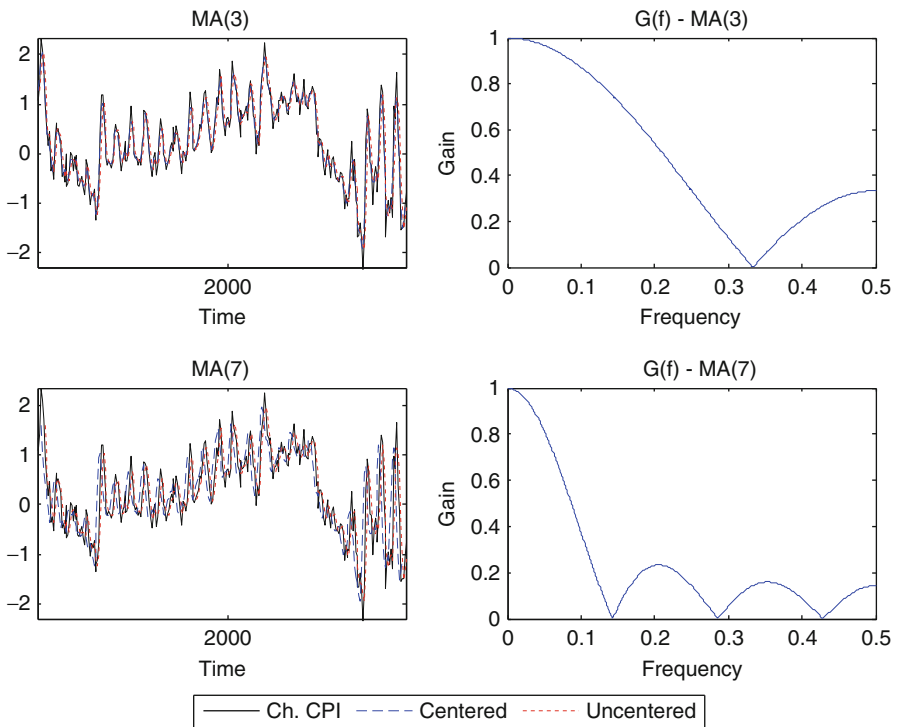 MA(3)
2
1
0
−1
−2
2000
Time
G(f) - MA(3)
1
0.8
0.6
0.4
0.2
0
Gain
0
0.1
0.2
0.3
0.4
0.5
Frequency
MA(7)
2
1
0
−1
−2
2000
Time
G(f) - MA(7)
1
0.8
0.6
0.4
0.2
0
Gain
0
0.1
0.2
0.3
0.4
0.5
Frequency
Ch. CPI
Centered
Uncentered